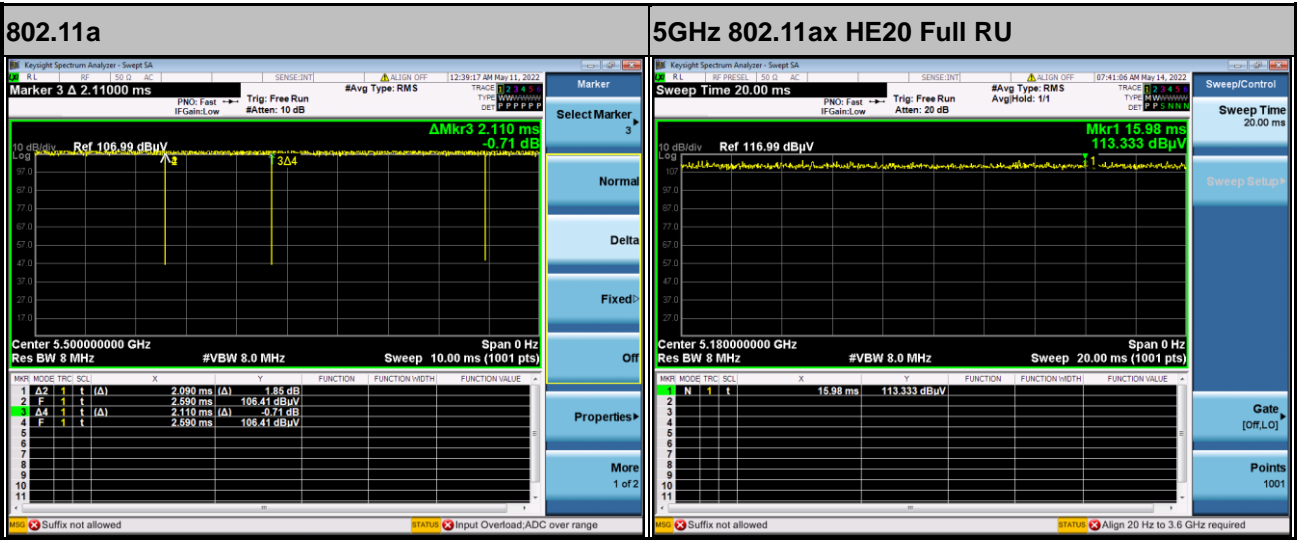 802.11a
Keysight Spectrum Analyzer - Swept SA
RL RF 50 Ω AC SENSE:INT ALIGN OFF 12:39:17 AM May 11, 2022
Marker 3 Δ 2.11000 ms
PNO: Fast
IFGain:Low
Trig: Free Run
#Atten: 10 dB
#Avg Type: RMS
TRACE 1 2 3 4 5 6
TYPE
DET P P P P P P
ΔMkr3 2.110 ms
-0.71 dB
10 dB/div Ref 106.99 dBμV
Log
97.0
87.0
77.0
67.0
57.0
47.0
37.0
27.0
17.0
3Δ4
Center 5.500000000 GHz Span 0 Hz
Res BW 8 MHz #VBW 8.0 MHz Sweep 10.00 ms (1001 pts)
MKR MODE TRC SCL X Y FUNCTION FUNCTION WIDTH FUNCTION VALUE
1 Δ2 1 t (Δ) 2.090 ms (Δ) 1.85 dB
2 F 1 t 2.590 ms 106.41 dBμV
3 Δ4 1 t (Δ) 2.110 ms (Δ) -0.71 dB
4 F 1 t 2.590 ms 106.41 dBμV
5
6
7
8
9
10
11
MSG Suffix not allowed STATUS Input Overload;ADC over range
Marker
Select Marker
3
Normal
Delta
Fixed
Off
Properties
More
1 of 2
5GHz 802.11ax HE20 Full RU
Keysight Spectrum Analyzer - Swept SA
RL RF PRESEL 50 Ω AC SENSE:INT ALIGN OFF 07:41:06 AM May 14, 2022
Sweep Time 20.00 ms
PNO: Fast
IFGain:Low
Trig: Free Run
Atten: 20 dB
#Avg Type: RMS
Avg|Hold: 1/1
TRACE 1 2 3 4 5 6
TYPE
DET P P S N N N
Mkr1 15.98 ms
113.333 dBμV
10 dB/div Ref 116.99 dBμV
Log
107
97.0
87.0
77.0
67.0
57.0
47.0
37.0
27.0
1
Center 5.180000000 GHz Span 0 Hz
Res BW 8 MHz #VBW 8.0 MHz Sweep 20.00 ms (1001 pts)
MKR MODE TRC SCL X Y FUNCTION FUNCTION WIDTH FUNCTION VALUE
1 N 1 t 15.98 ms 113.333 dBμV
2
3
4
5
6
7
8
9
10
11
MSG Suffix not allowed STATUS Align 20 Hz to 3.6 GHz required
Sweep/Control
Sweep Time
20.00 ms
Sweep Setup
Gate
[Off,LO]
Points
1001